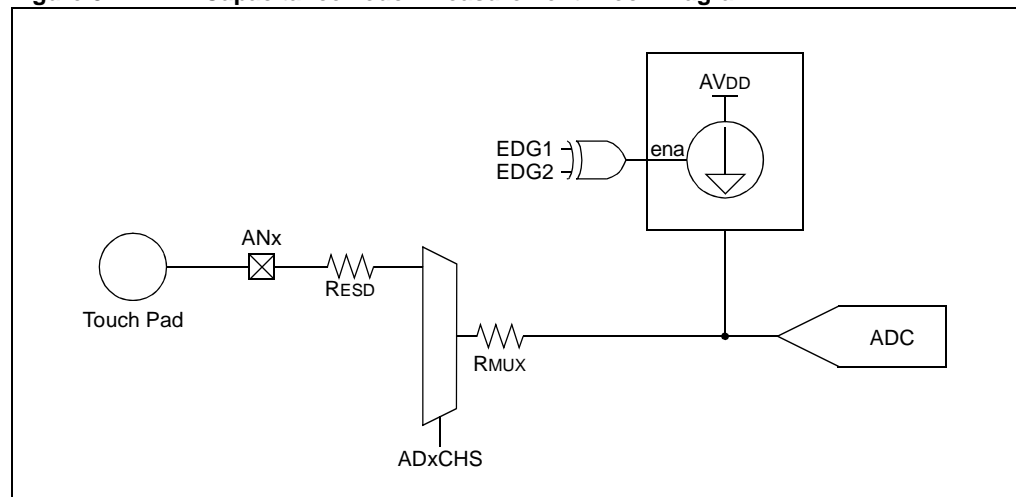 AVDD
EDG1
EDG2
ena
ANx
RESD
Touch Pad
RMUX
ADC
ADxCHS